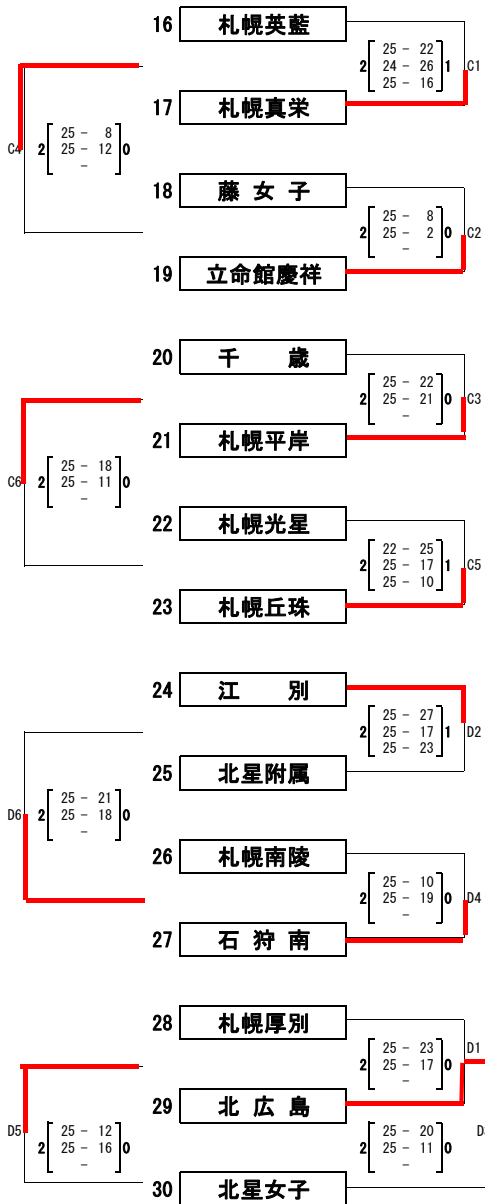 16 札幌英藍
2 25 - 22 1 C1
24 - 26
25 - 16
17 札幌真栄
C4 2 25 - 8 0
25 - 12
-
18 藤女子
2 25 - 8 0 C2
25 - 2
-
19 立命館慶祥
20 千歳
2 25 - 22 0 C3
25 - 21
-
21 札幌平岸
C6 2 25 - 18 0
25 - 11
-
22 札幌光星
2 22 - 25 1 C5
25 - 17
25 - 10
23 札幌丘珠
24 江別
2 25 - 27 1 D2
25 - 17
25 - 23
25 北星附属
D6 2 25 - 21 0
25 - 18
-
26 札幌南陵
2 25 - 10 0 D4
25 - 19
-
27 石狩南
28 札幌厚別
2 25 - 23 0 D1
25 - 17
-
29 北広島
D5 2 25 - 12 0
25 - 16
-
2 25 - 20 0
25 - 11
-
30 北星女子